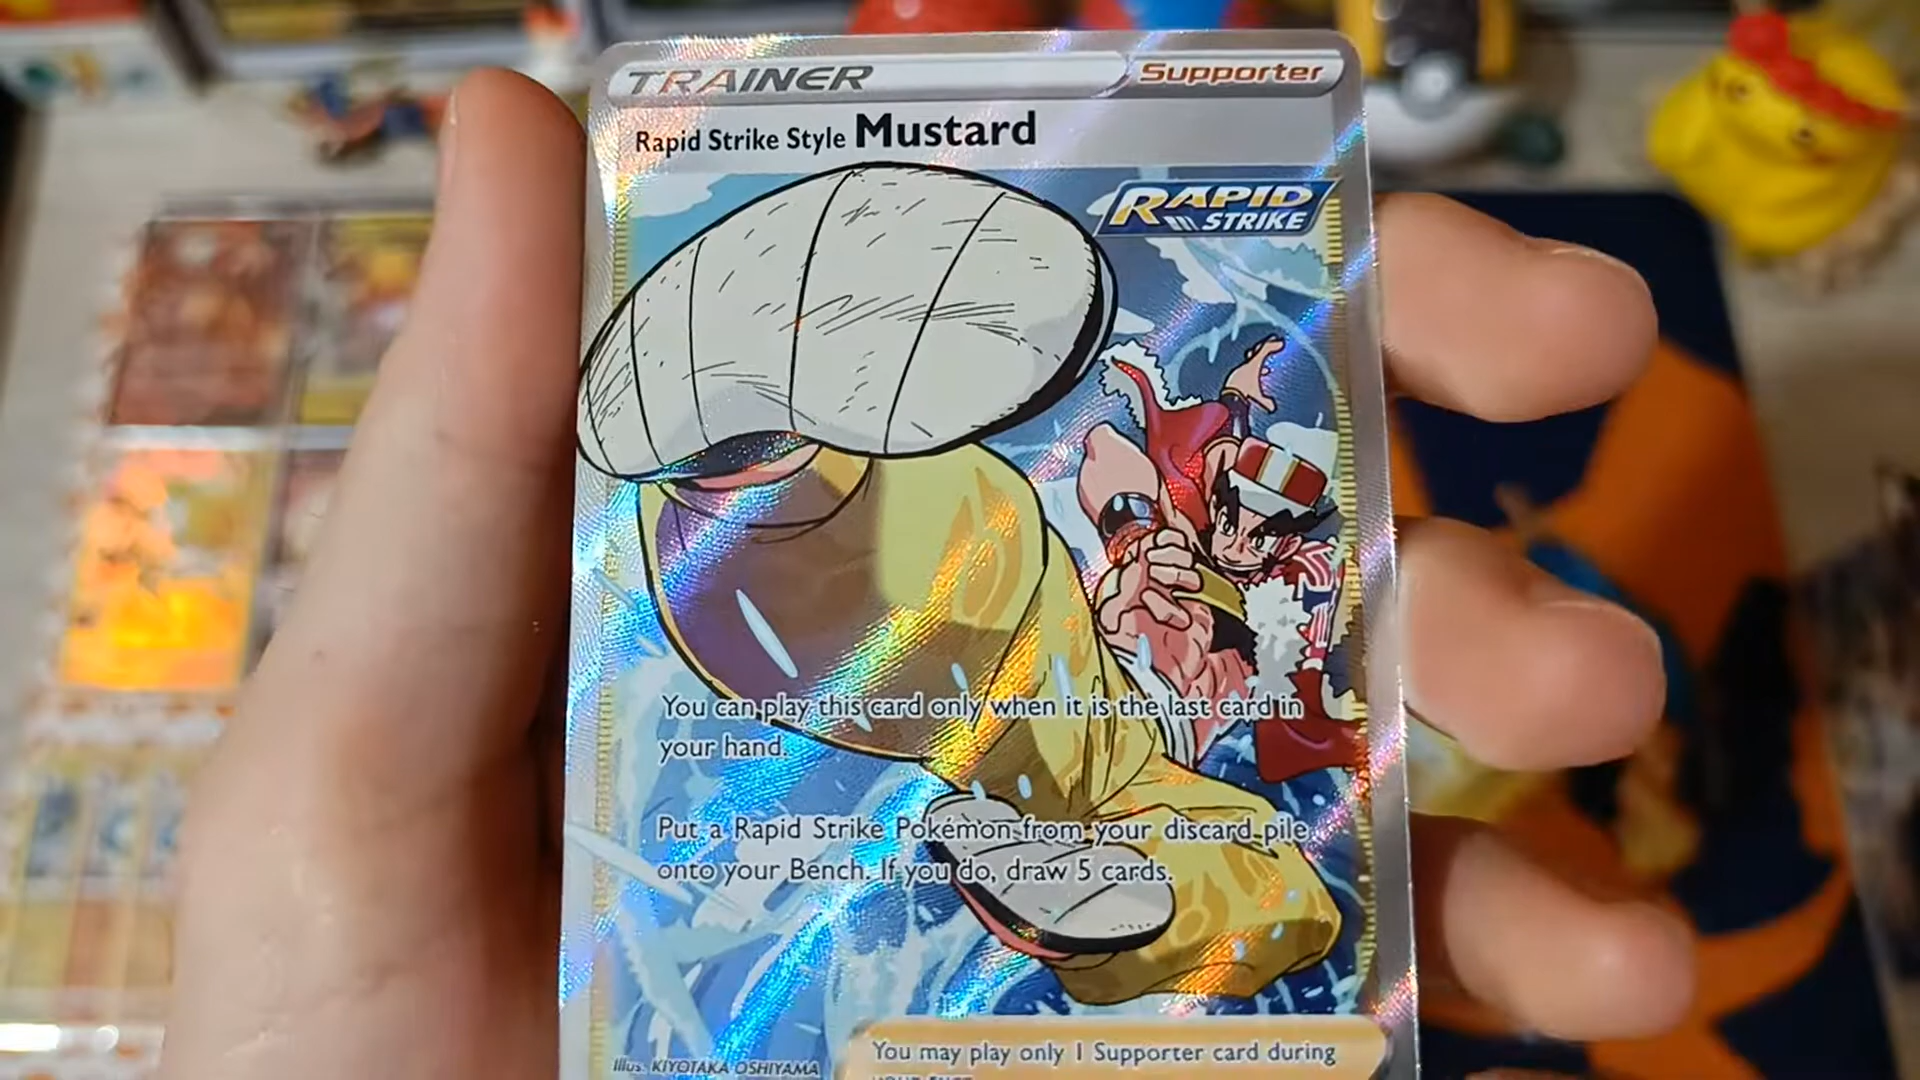 TRAINER
Supporter
Rapid Strike Style Mustard
RAPID
STRIKE
You can play this card only when it is the last card in
your hand.
Put a Rapid Strike Pokémon from your discard pile
onto your Bench. If you do, draw 5 cards.
You may play only 1 Supporter card during
Illus. KIYOTAKA OSHIYAMA